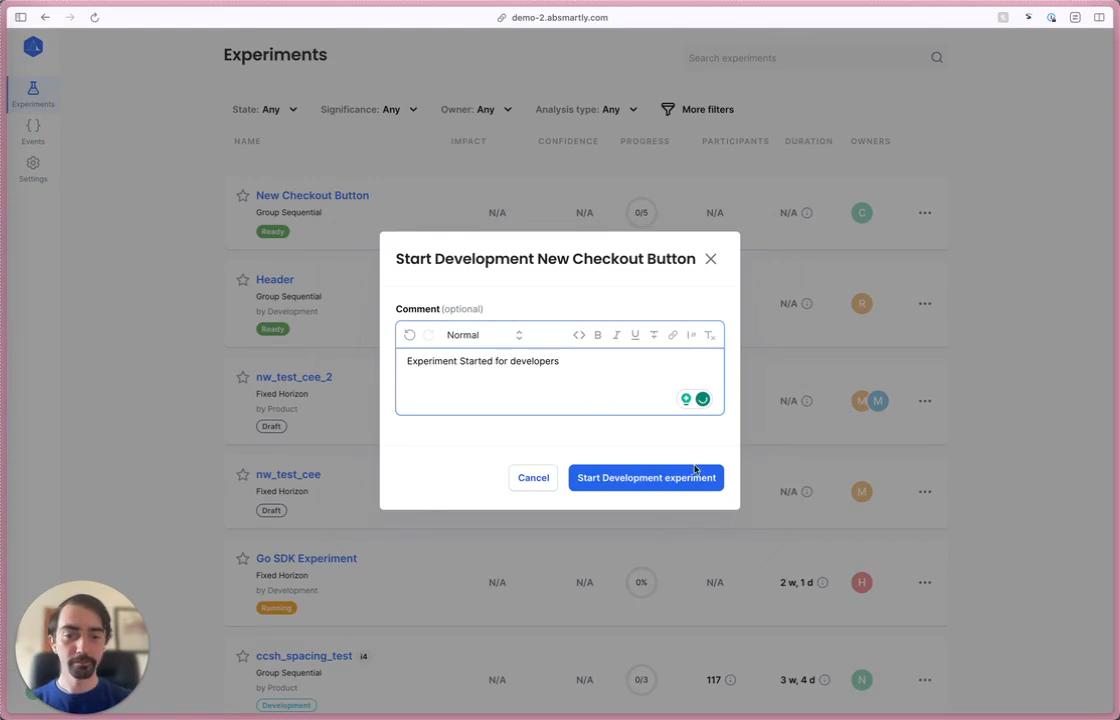 demo-2.absmartly.com
Experiments
Search experiments
Experiments
Events
Settings
State: Any
Significance: Any
Owner: Any
Analysis type: Any
More filters
NAME IMPACT CONFIDENCE PROGRESS PARTICIPANTS DURATION OWNERS
New Checkout Button
Group Sequential
Ready
N/A N/A 0/5 N/A N/A C
Header
Group Sequential
by Development
Ready
N/A R
nw_test_cee_2
Fixed Horizon
by Product
Draft
N/A M M
nw_test_cee
Fixed Horizon
Draft
N/A M
Go SDK Experiment
Fixed Horizon
by Development
Running
N/A N/A 0% N/A 2 w, 1 d H
ccsh_spacing_test i4
Group Sequential
by Product
Development
N/A N/A 0/3 117 3 w, 4 d N
Start Development New Checkout Button
Comment (optional)
Normal
Experiment Started for developers
Cancel
Start Development experiment